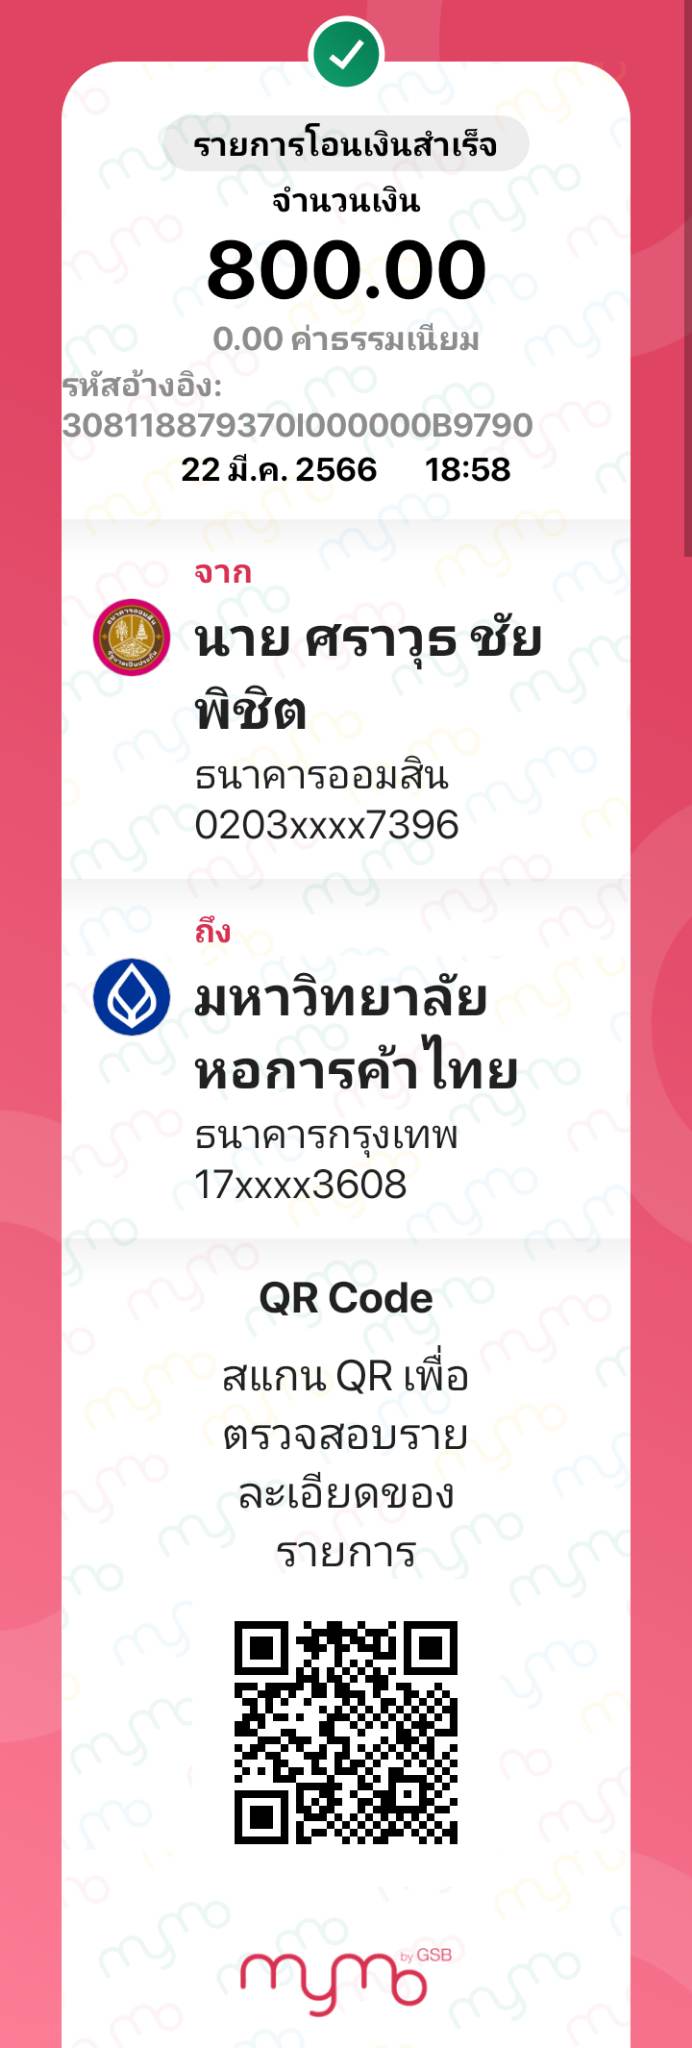 รายการโอนเงินสำเร็จ
จำนวนเงิน
800.00
0.00 ค่าธรรมเนียม
รหัสอ้างอิง:
308118879370I000000B9790
22 มี.ค. 2566 18:58
จาก
นาย ศราวุธ ชัย
พิชิต
ธนาคารออมสิน
0203xxxx7396
ถึง
มหาวิทยาลัย
หอการค้าไทย
ธนาคารกรุงเทพ
17xxxx3608
QR Code
สแกน QR เพื่อ
ตรวจสอบราย
ละเอียดของ
รายการ
mymo by GSB